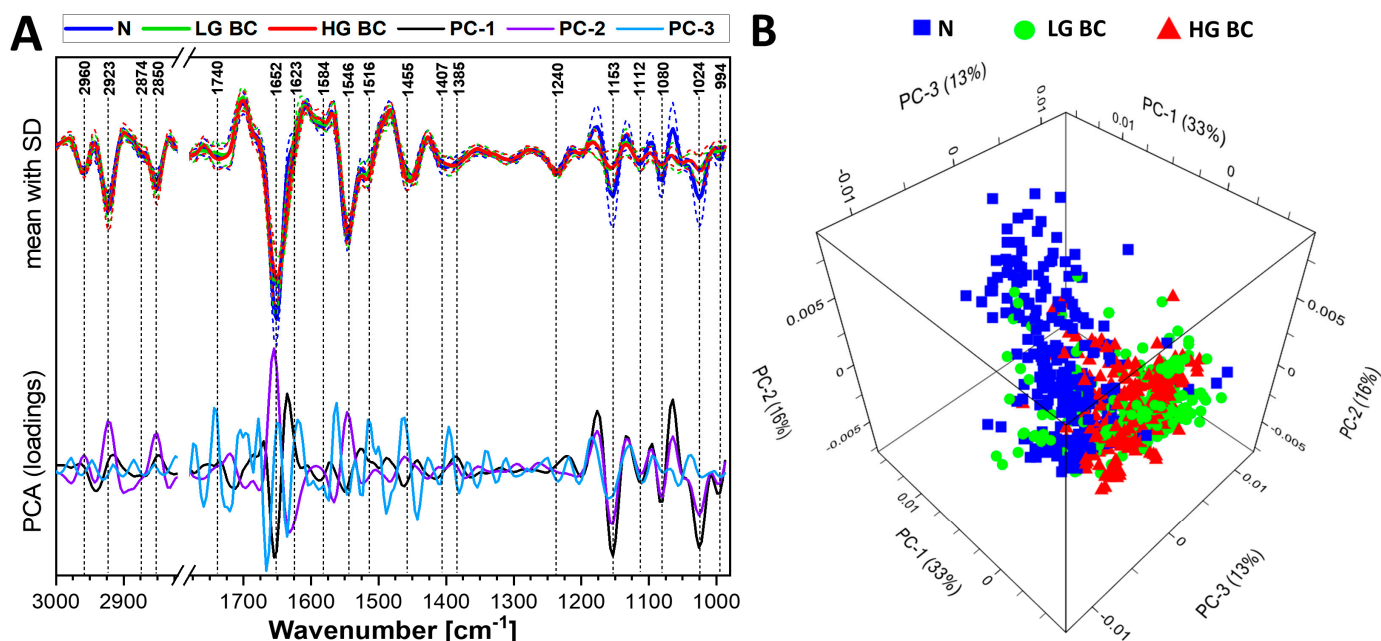 A
N LG BC HG BC PC-1 PC-2 PC-3
2960 2923 2874 2850 1740 1652 1623 1584 1546 1516 1455 1407 1385 1240 1153 1112 1080 1024 994
mean with SD
PCA (loadings)
3000 2900 1700 1600 1500 1400 1300 1200 1100 1000
Wavenumber [cm-1]
B
N LG BC HG BC
PC-3 (13%)
-0.01 0 0.01
PC-1 (33%)
0.01 0
0.005 0 -0.005
PC-2 (16%)
0.005 0 -0.005
PC-2 (16%)
0.01 0
PC-1 (33%)
0.01 0 -0.01
PC-3 (13%)